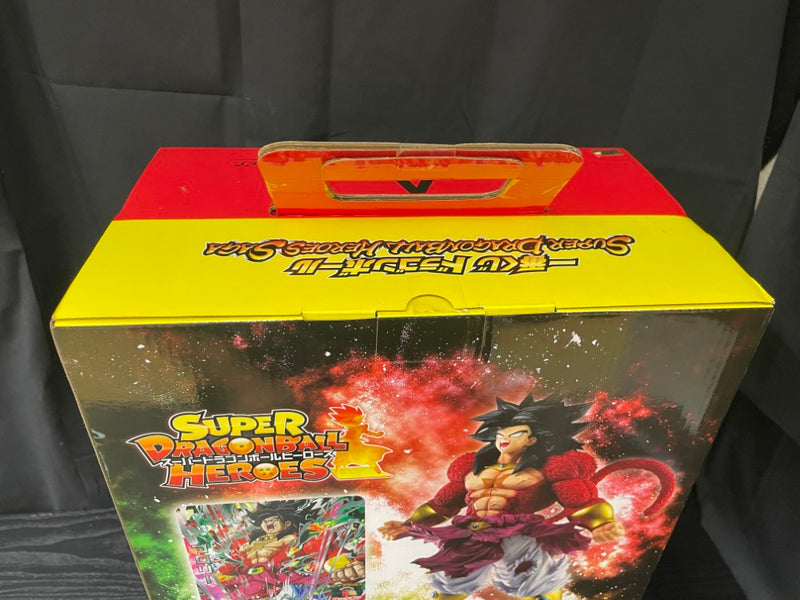 A
一番くじ ドラゴンボール
SUPER DRAGONBALL HEROES SAGA
SUPER
DRAGONBALL
スーパードラゴンボールヒーローズ
HEROES